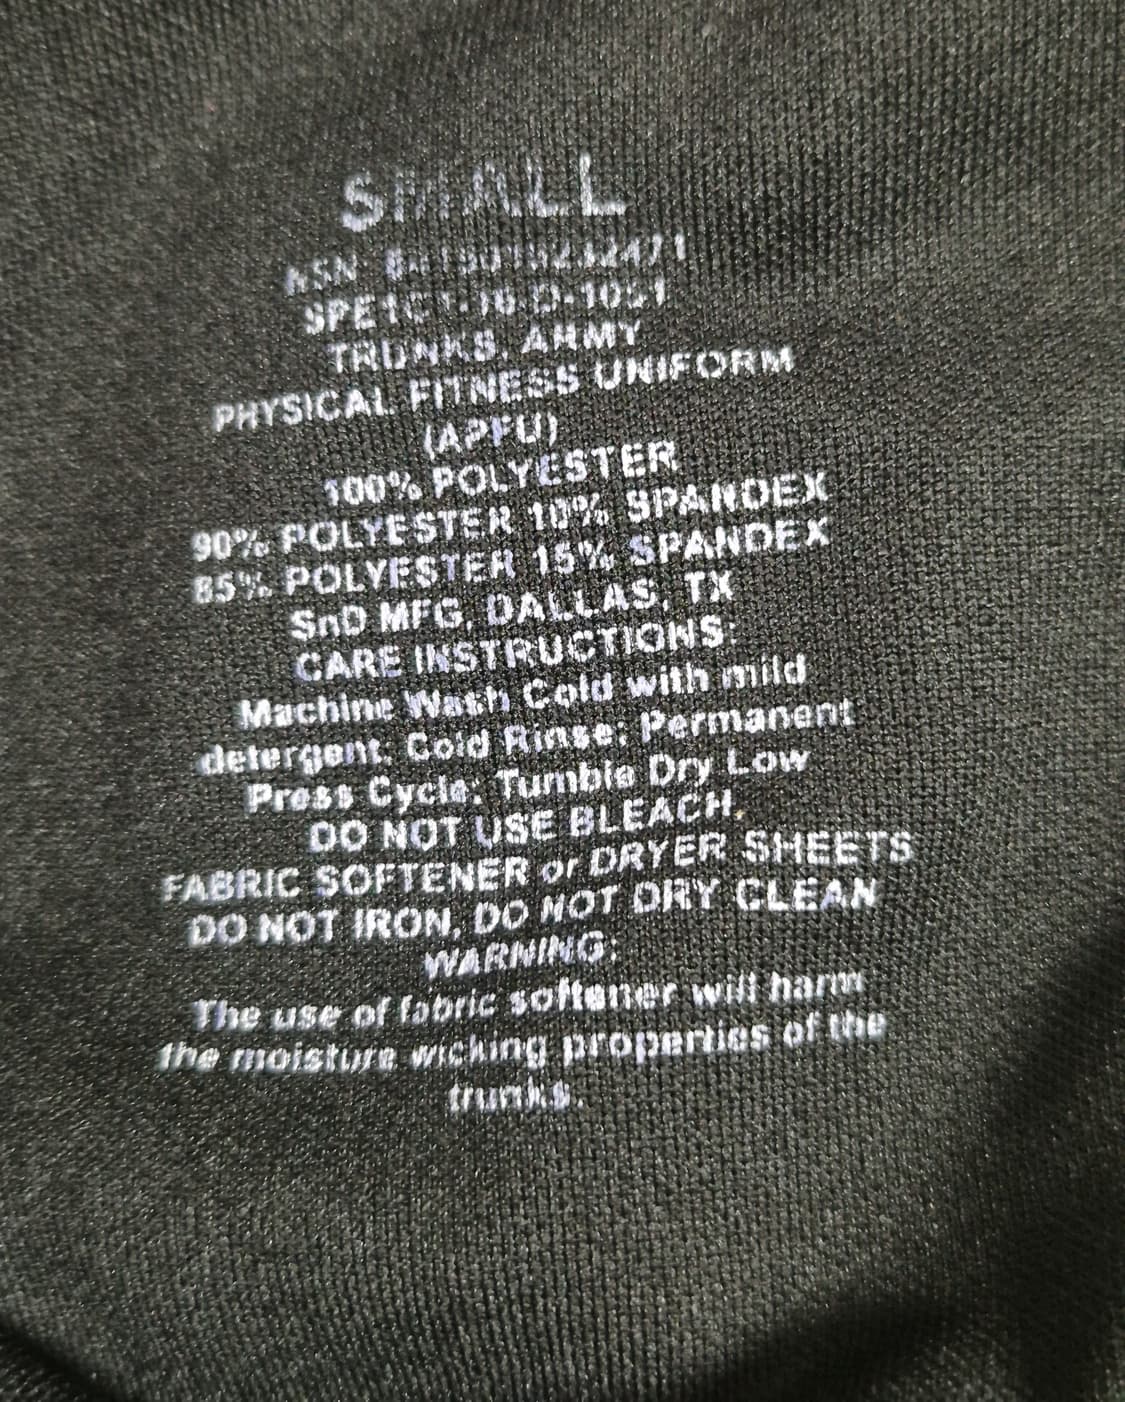 SMALL
NSN
TRUNKS, ARMY
PHYSICAL FITNESS UNIFORM
(APFU)
100% POLYESTER
90% POLYESTER 10% SPANDEX
85% POLYESTER 15% SPANDEX
SnD MFG. DALLAS, TX
CARE INSTRUCTIONS:
Machine Wash Cold with mild
detergent; Cold Rinse; Permanent
Press Cycle; Tumble Dry Low
DO NOT USE BLEACH,
FABRIC SOFTENER or DRYER SHEETS
DO NOT IRON, DO NOT DRY CLEAN
WARNING:
The use of fabric softener will harm
the moisture wicking properties of the
trunks.